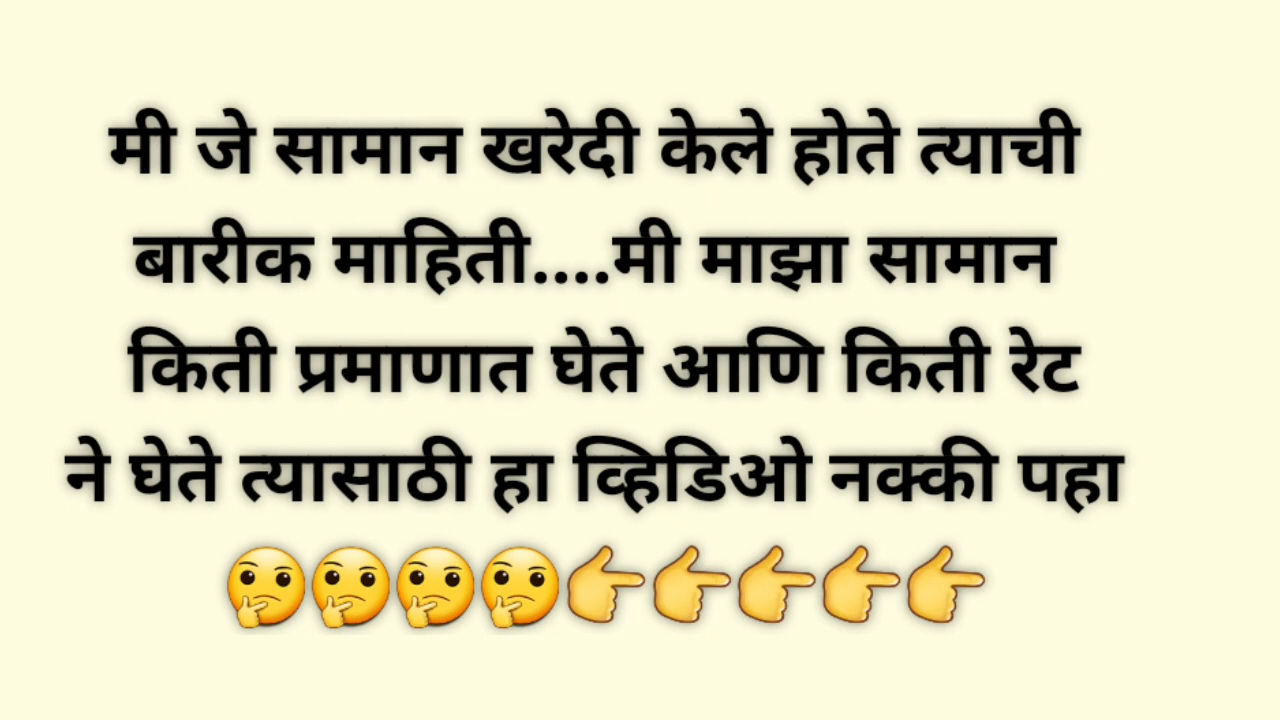 मी जे सामान खरेदी केले होते त्याची
बारीक माहिती....मी माझा सामान
किती प्रमाणात घेते आणि किती रेट
ने घेते त्यासाठी हा व्हिडिओ नक्की पहा
🤔🤔🤔🤔👉👉👉👉👉